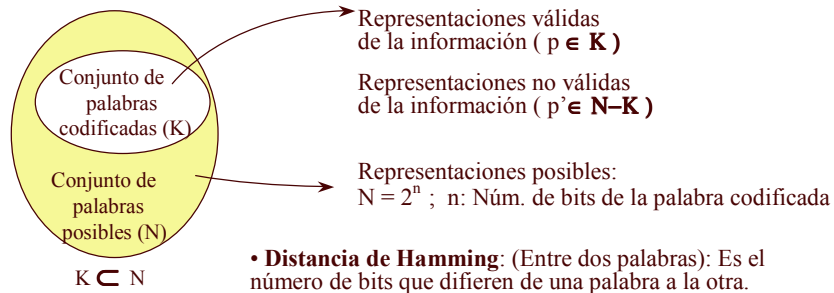 Conjunto de
palabras
codificadas (K)
Conjunto de
palabras
posibles (N)
K ⊂ N
Representaciones válidas
de la información ( p ∈ K )
Representaciones no válidas
de la información ( p’∈ N–K )
Representaciones posibles:
N = 2ⁿ ; n: Núm. de bits de la palabra codificada
• Distancia de Hamming: (Entre dos palabras): Es el
número de bits que difieren de una palabra a la otra.